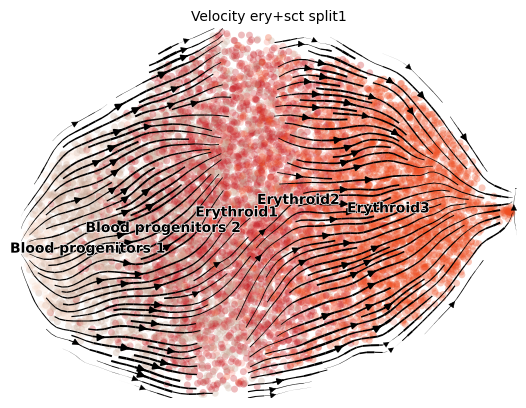 Velocity ery+sct split1
Erythroid2
Erythroid3
Erythroid1
Blood progenitors 2
Blood progenitors 1